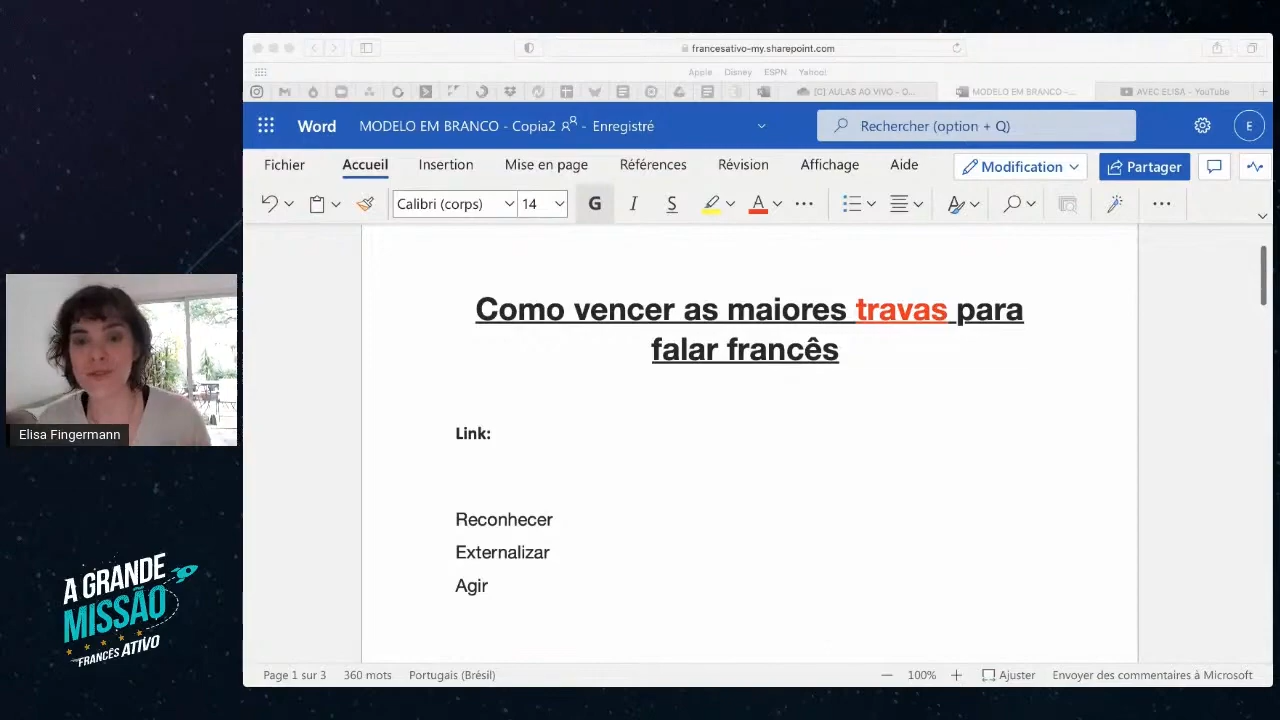 francesativo-my.sharepoint.com
Apple Disney ESPN Yahoo!
[C] AULAS AO VIVO - O... MODELO EM BRANCO -... AVEC ELISA - YouTube
Word MODELO EM BRANCO - Copia2 - Enregistré Rechercher (option + Q) E
Fichier Accueil Insertion Mise en page Références Révision Affichage Aide Modification Partager
Calibri (corps) 14 G I S A
Como vencer as maiores travas para
falar francês
Link:
Reconhecer
Externalizar
Agir
Elisa Fingermann
A GRANDE
MISSÃO
FRANCÊS ATIVO
Page 1 sur 3 360 mots Portugais (Brésil) 100% Ajuster Envoyer des commentaires à Microsoft